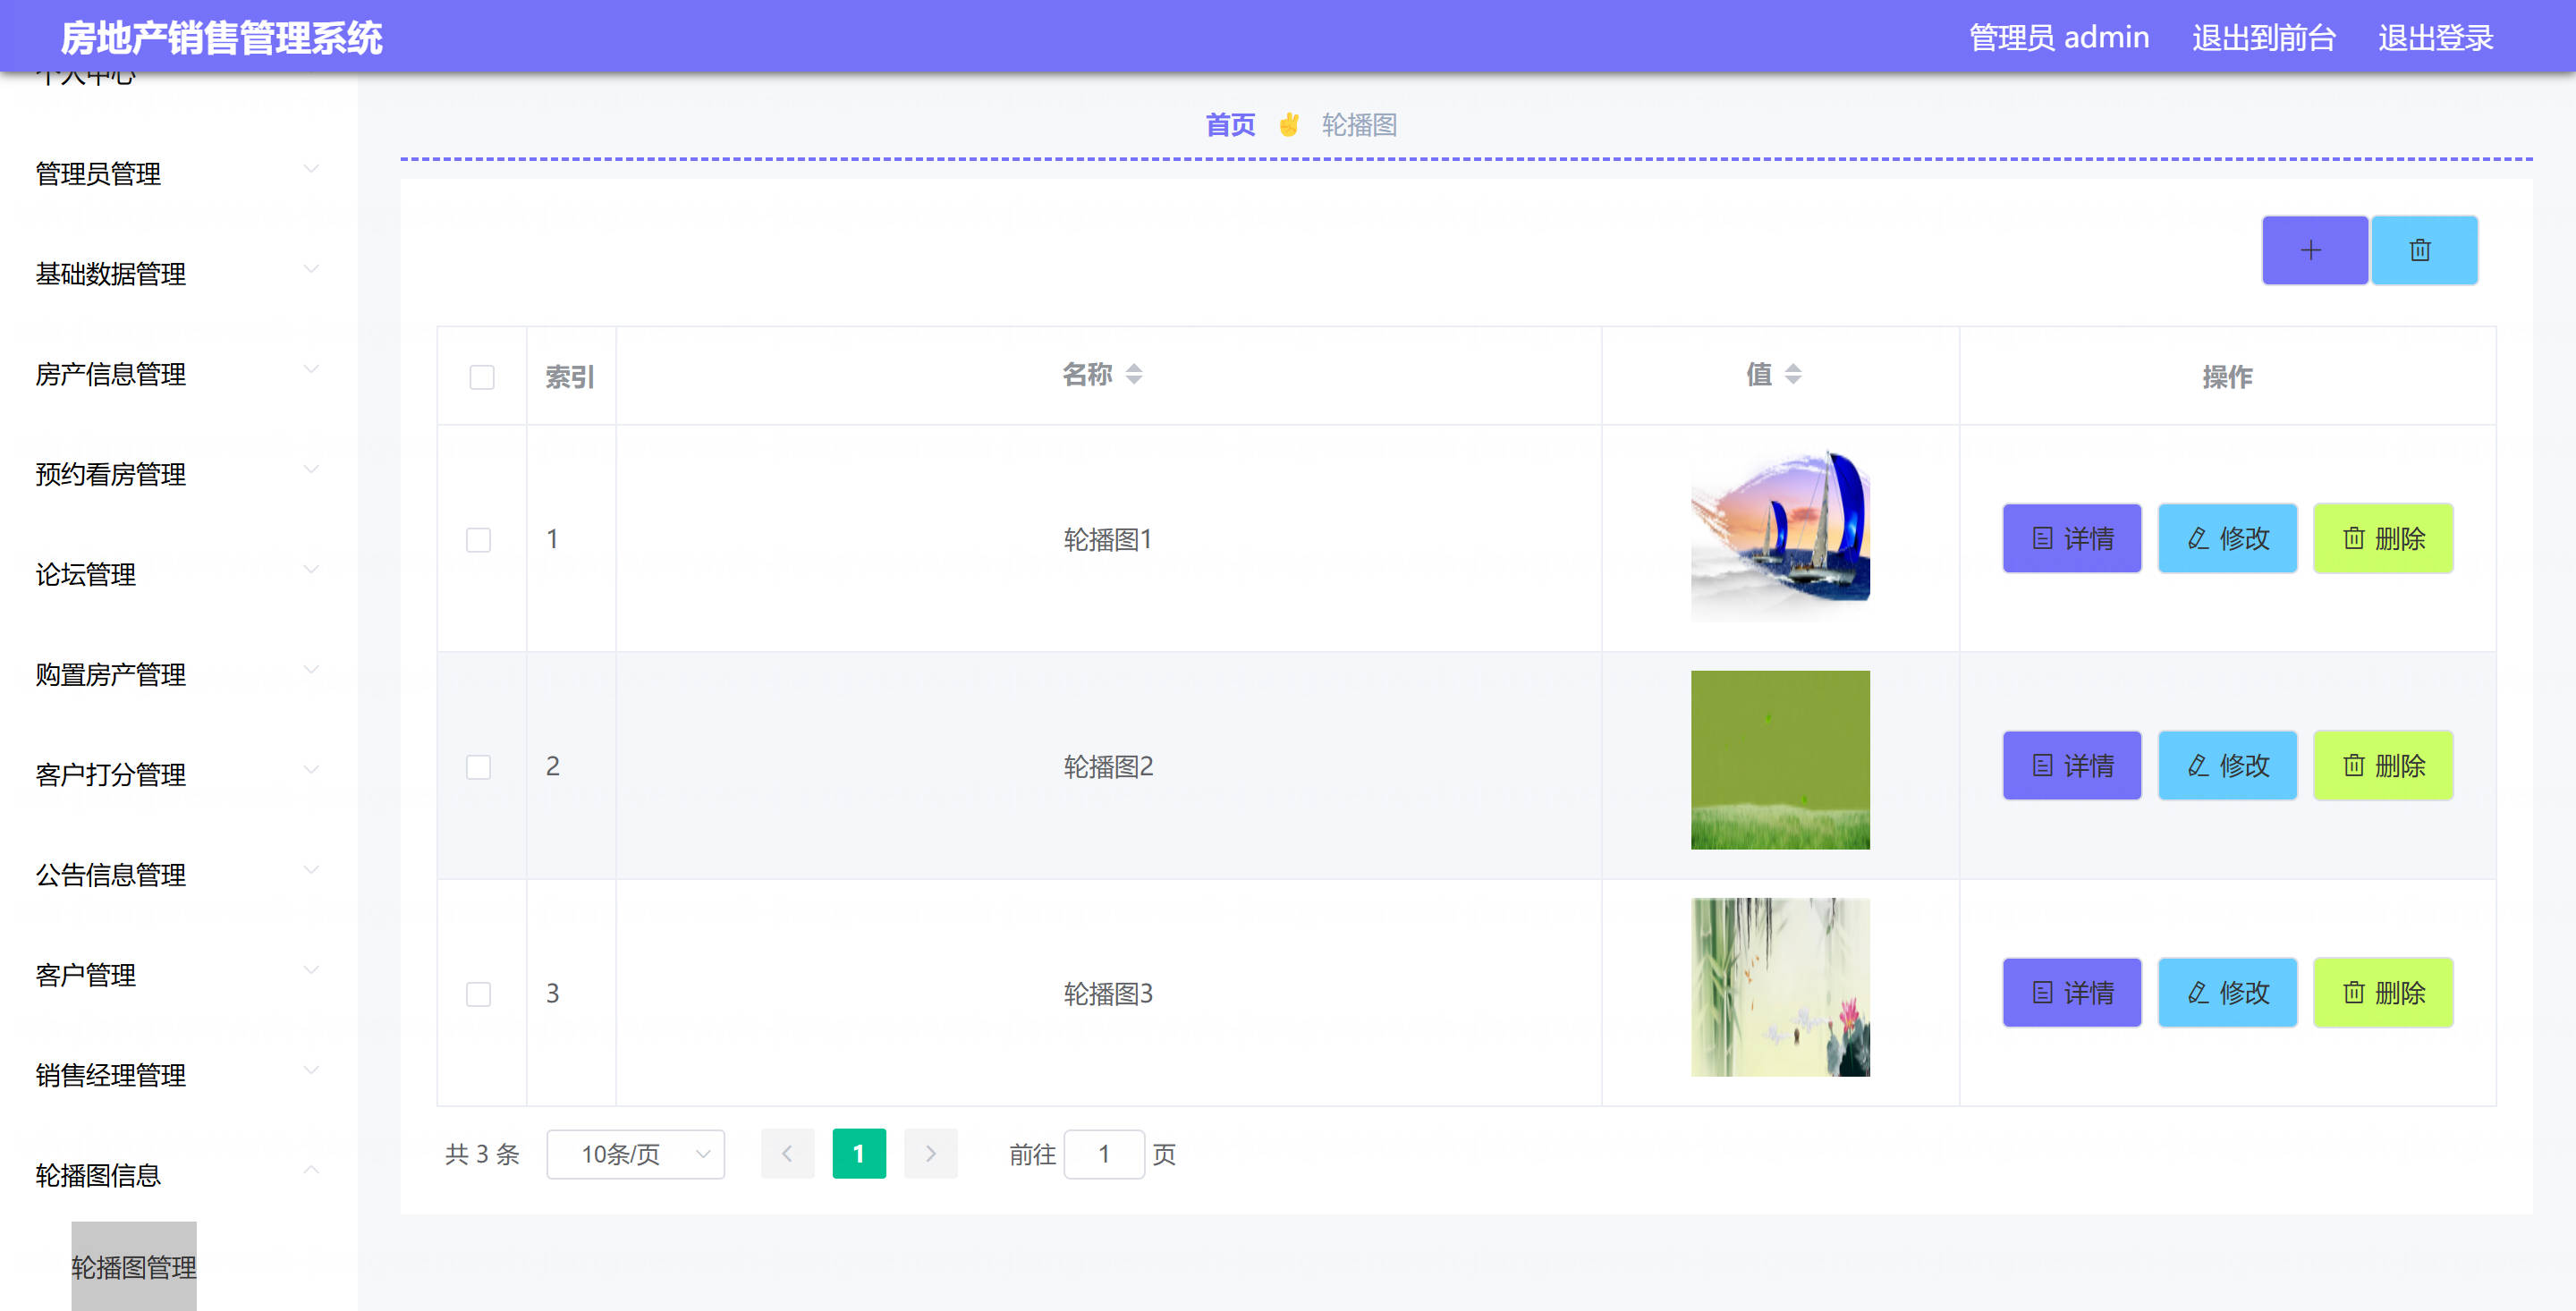 房地产销售管理系统
管理员 admin
退出到前台
退出登录
个人中心
管理员管理
基础数据管理
房产信息管理
预约看房管理
论坛管理
购置房产管理
客户打分管理
公告信息管理
客户管理
销售经理管理
轮播图信息
轮播图管理
首页 ✌ 轮播图
索引 名称 值 操作
1 轮播图1 详情 修改 删除
2 轮播图2 详情 修改 删除
3 轮播图3 详情 修改 删除
共 3 条 10条/页 1 前往 1 页